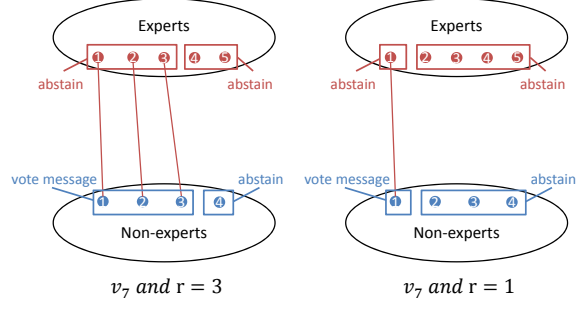 Experts
1 2 3 4 5
abstain abstain
vote message abstain
1 2 3 4
Non-experts
v₇ and r = 3
Experts
1 2 3 4 5
abstain abstain
vote message abstain
1 2 3 4
Non-experts
v₇ and r = 1